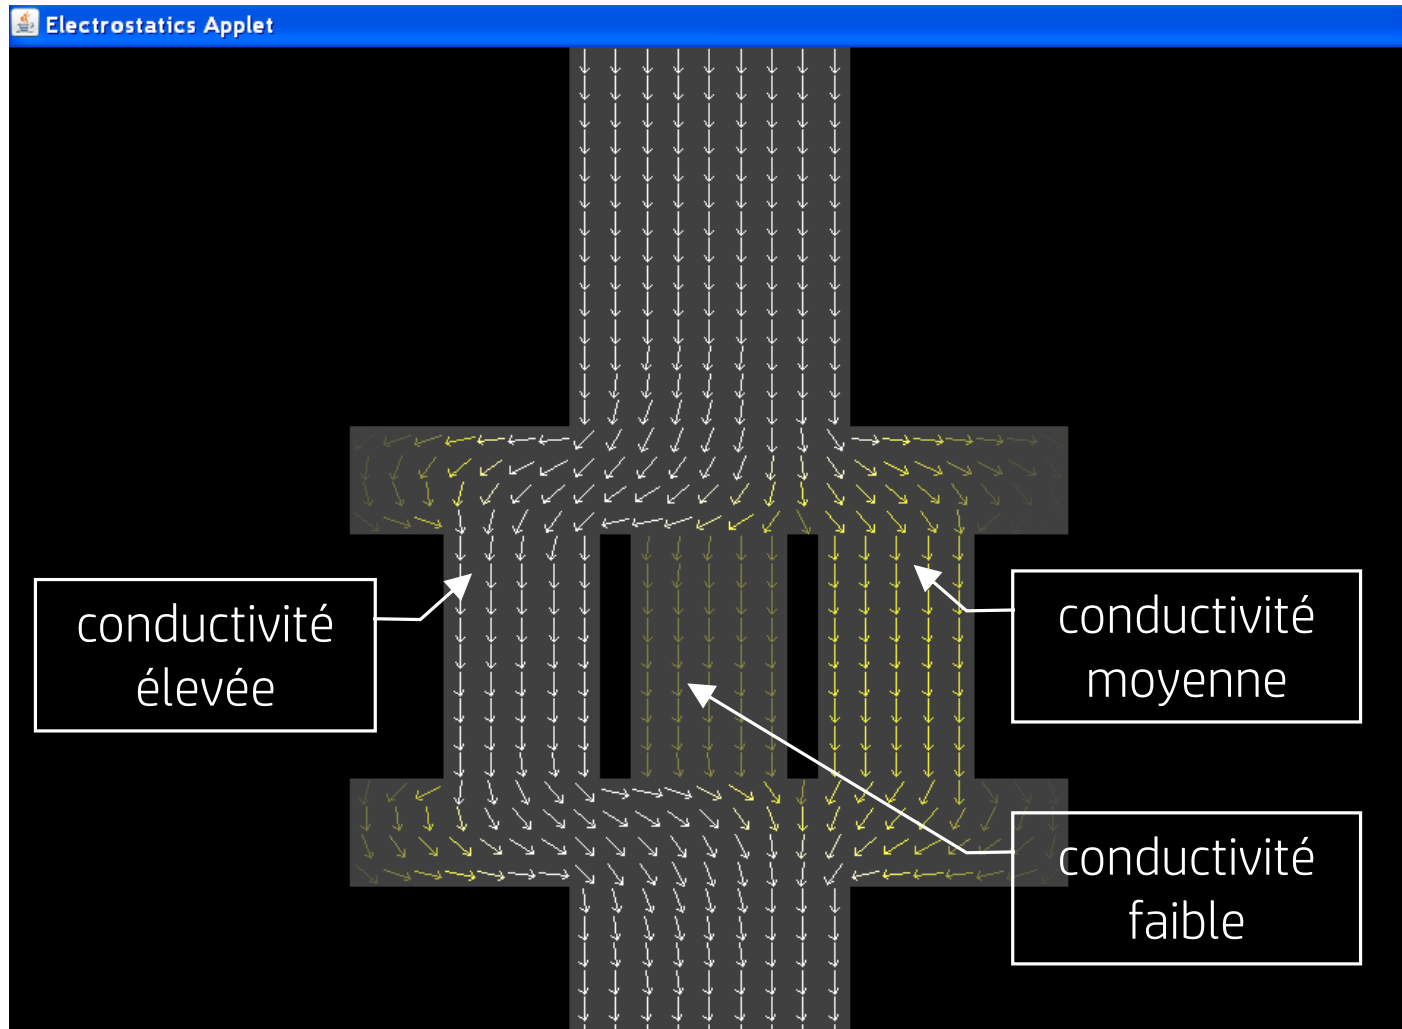 Electrostatics Applet
conductivité
élevée
conductivité
moyenne
conductivité
faible